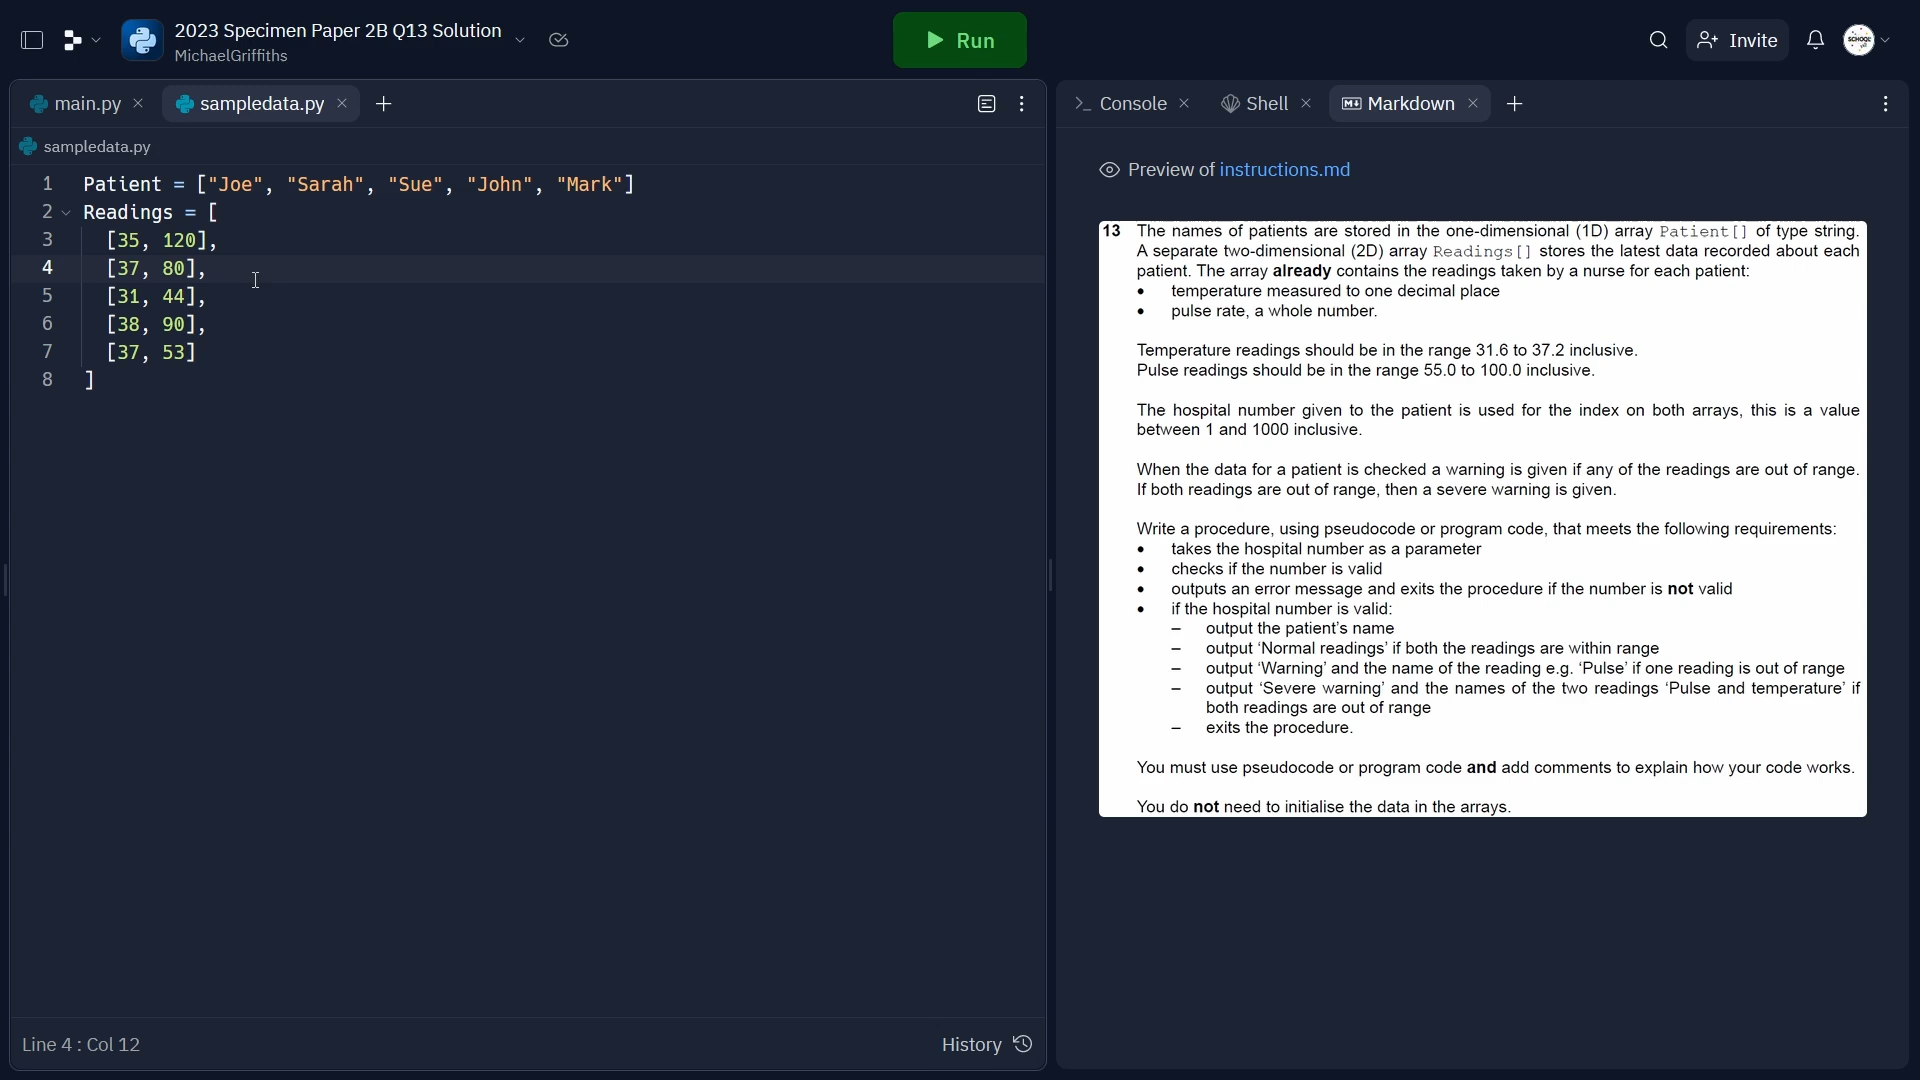 2023 Specimen Paper 2B Q13 Solution
MichaelGriffiths
Run
Invite
SCHOOL
main.py
sampledata.py
sampledata.py
1 Patient = ["Joe", "Sarah", "Sue", "John", "Mark"]
2 Readings = [
3 [35, 120],
4 [37, 80],
5 [31, 44],
6 [38, 90],
7 [37, 53]
8 ]
Line 4 : Col 12
History
Console
Shell
Markdown
Preview of instructions.md
13 The names of patients are stored in the one-dimensional (1D) array Patient[] of type string.
A separate two-dimensional (2D) array Readings[] stores the latest data recorded about each
patient. The array already contains the readings taken by a nurse for each patient:
• temperature measured to one decimal place
• pulse rate, a whole number.
Temperature readings should be in the range 31.6 to 37.2 inclusive.
Pulse readings should be in the range 55.0 to 100.0 inclusive.
The hospital number given to the patient is used for the index on both arrays, this is a value
between 1 and 1000 inclusive.
When the data for a patient is checked a warning is given if any of the readings are out of range.
If both readings are out of range, then a severe warning is given.
Write a procedure, using pseudocode or program code, that meets the following requirements:
• takes the hospital number as a parameter
• checks if the number is valid
• outputs an error message and exits the procedure if the number is not valid
• if the hospital number is valid:
– output the patient's name
– output ‘Normal readings’ if both the readings are within range
– output ‘Warning’ and the name of the reading e.g. ‘Pulse’ if one reading is out of range
– output ‘Severe warning’ and the names of the two readings ‘Pulse and temperature’ if
both readings are out of range
– exits the procedure.
You must use pseudocode or program code and add comments to explain how your code works.
You do not need to initialise the data in the arrays.